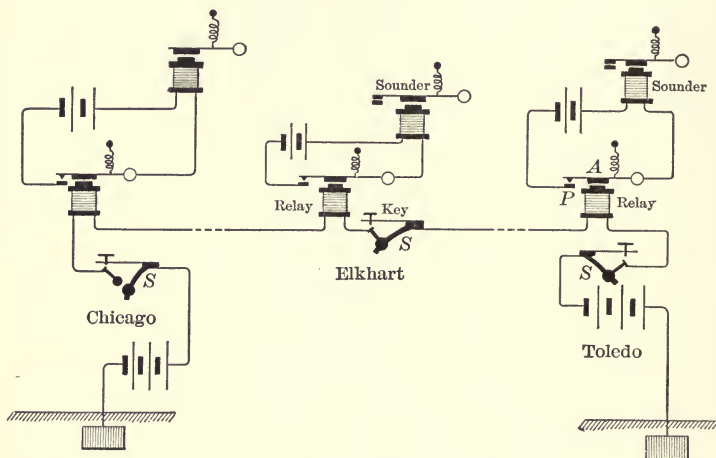 Sounder
Sounder
A
P
Relay
Key
Relay
S
S
S
Elkhart
Chicago
Toledo